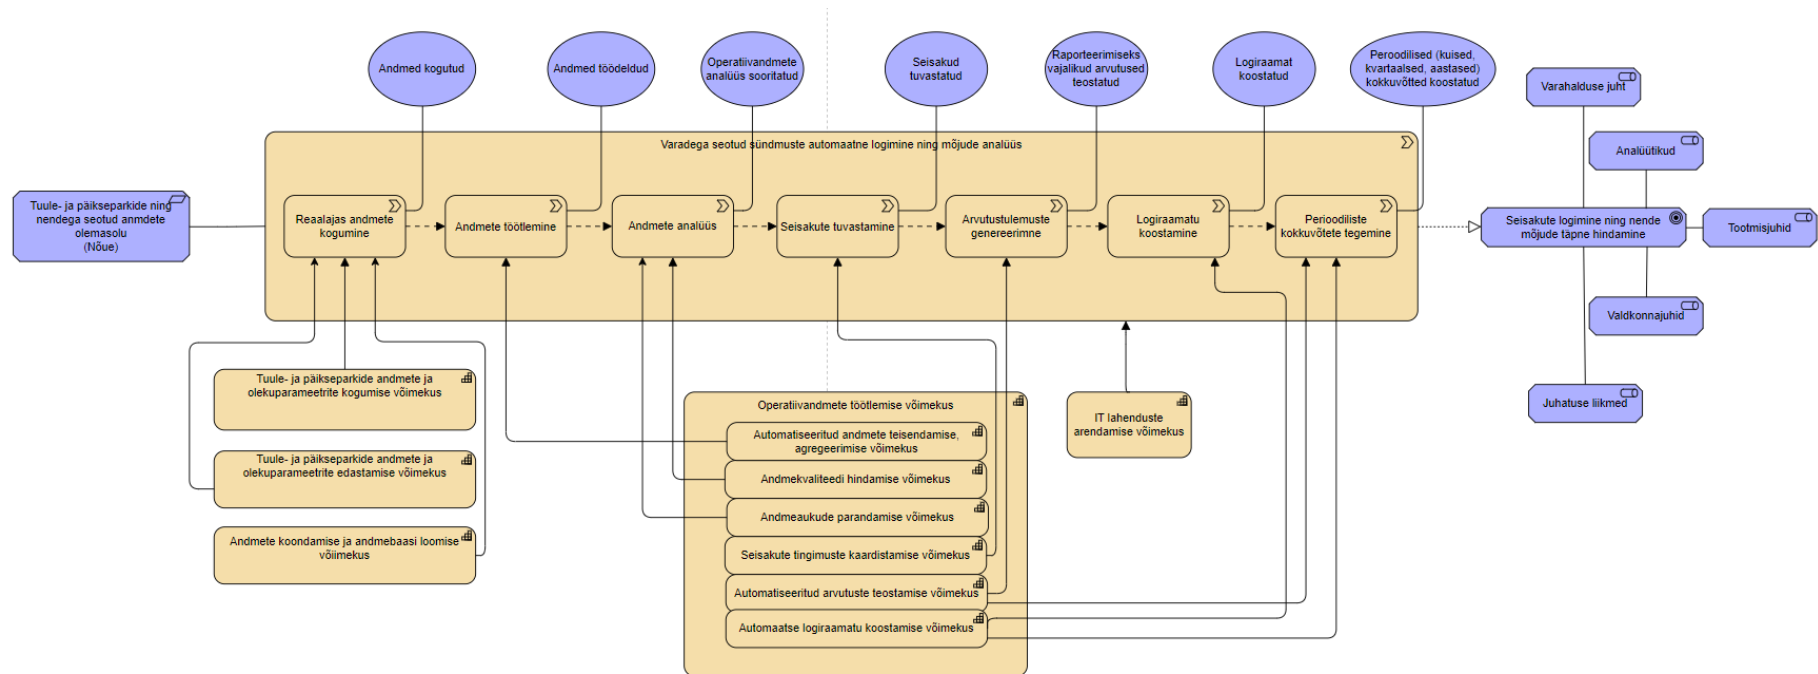 Andmed kogutud
Andmed töödeldud
Operatiivandmete
analüüs sooritatud
Seisakud
tuvastatud
Raporteerimiseks
vajalikud arvutused
teostatud
Logiraamat
koostatud
Peroodilised (kuised,
kvartaalsed, aastased)
kokkuvõtted koostatud
Varahalduse juht
Analüütikud
Varadega seotud sündmuste automaatne logimine ning mõjude analüüs
Tuule- ja päikseparkide ning
nendega seotud anmdete
olemasolu
(Nõue)
Reaalajas andmete
kogumine
Andmete töötlemine
Andmete analüüs
Seisakute tuvastamine
Arvutustulemuste
genereerimne
Logiraamatu
koostamine
Perioodiliste
kokkuvõtete tegemine
Seisakute logimine ning nende
mõjude täpne hindamine
Tootmisjuhid
Valdkonnajuhid
Juhatuse liikmed
Tuule- ja päikseparkide andmete ja
olekuparameetrite kogumise võimekus
Tuule- ja päikseparkide andmete ja
olekuparameetrite edastamise võimekus
Andmete koondamise ja andmebaasi loomise
võiimekus
Operatiivandmete töötlemise võimekus
Automatiseeritud andmete teisendamise,
agregeerimise võimekus
Andmekvaliteedi hindamise võimekus
Andmeaukude parandamise võimekus
Seisakute tingimuste kaardistamise võimekus
Automatiseeritud arvutuste teostamise võimekus
Automaatse logiraamatu koostamise võimekus
IT lahenduste
arendamise võimekus